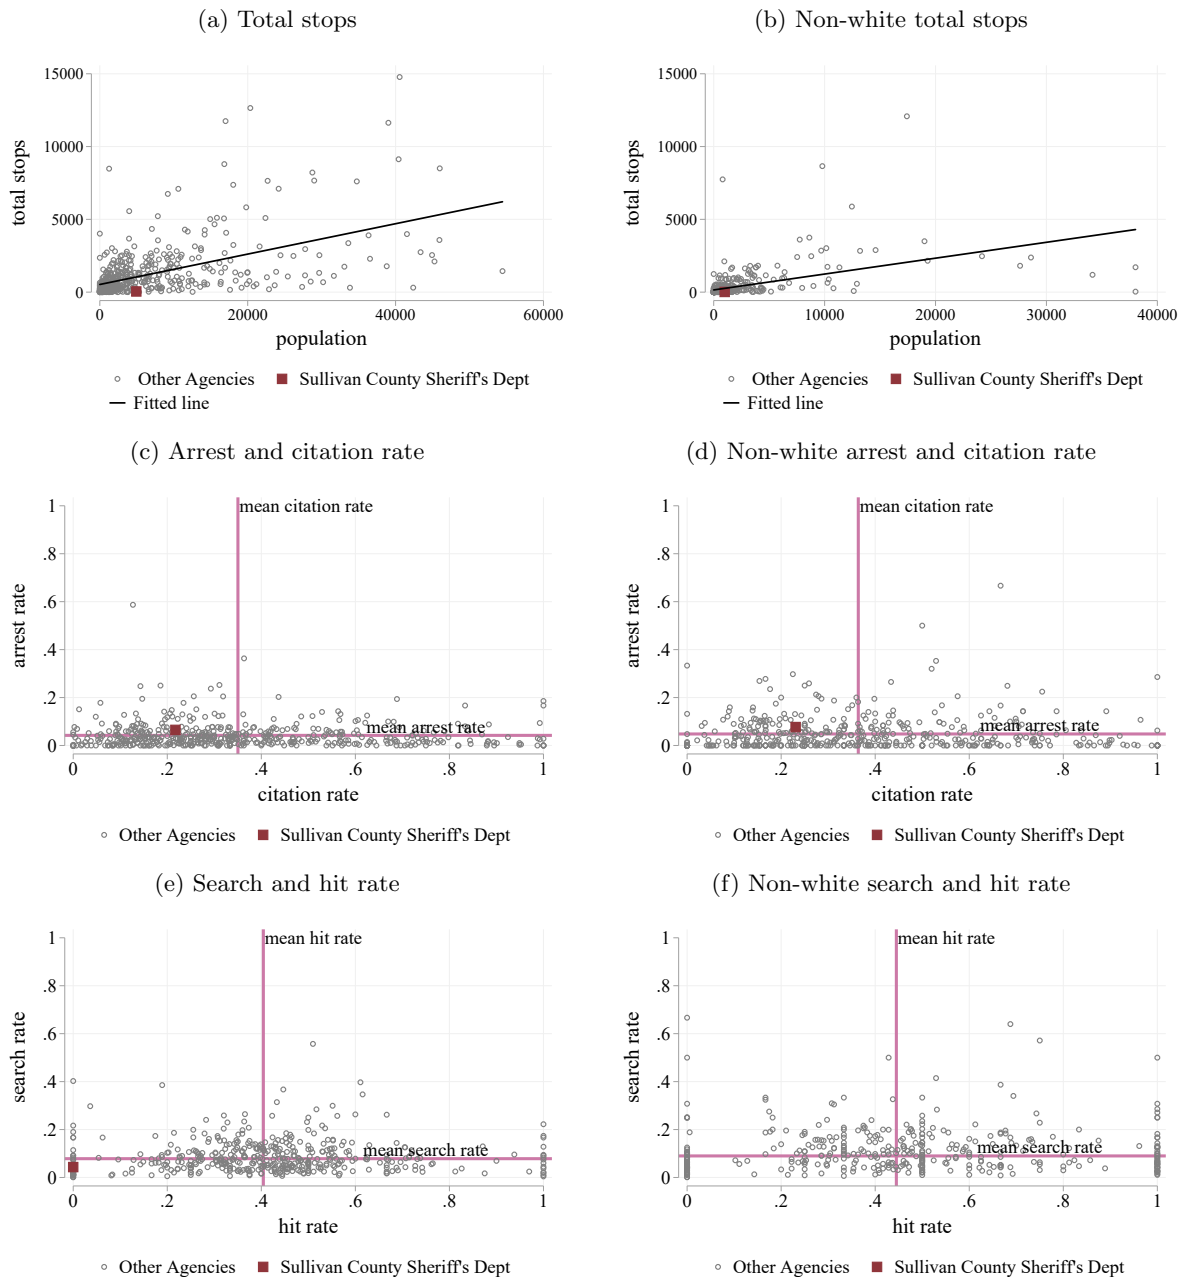 (a) Total stops
15000
10000
5000
0
total stops
0 20000 40000 60000
population
Other Agencies Sullivan County Sheriff's Dept
Fitted line
(b) Non-white total stops
15000
10000
5000
0
total stops
0 10000 20000 30000 40000
population
Other Agencies Sullivan County Sheriff's Dept
Fitted line
(c) Arrest and citation rate
mean citation rate
1
.8
.6
.4
.2
0
arrest rate
mean arrest rate
0 .2 .4 .6 .8 1
citation rate
Other Agencies Sullivan County Sheriff's Dept
(d) Non-white arrest and citation rate
mean citation rate
1
.8
.6
.4
.2
0
arrest rate
mean arrest rate
0 .2 .4 .6 .8 1
citation rate
Other Agencies Sullivan County Sheriff's Dept
(e) Search and hit rate
mean hit rate
1
.8
.6
.4
.2
0
search rate
mean search rate
0 .2 .4 .6 .8 1
hit rate
Other Agencies Sullivan County Sheriff's Dept
(f) Non-white search and hit rate
mean hit rate
1
.8
.6
.4
.2
0
search rate
mean search rate
0 .2 .4 .6 .8 1
hit rate
Other Agencies Sullivan County Sheriff's Dept